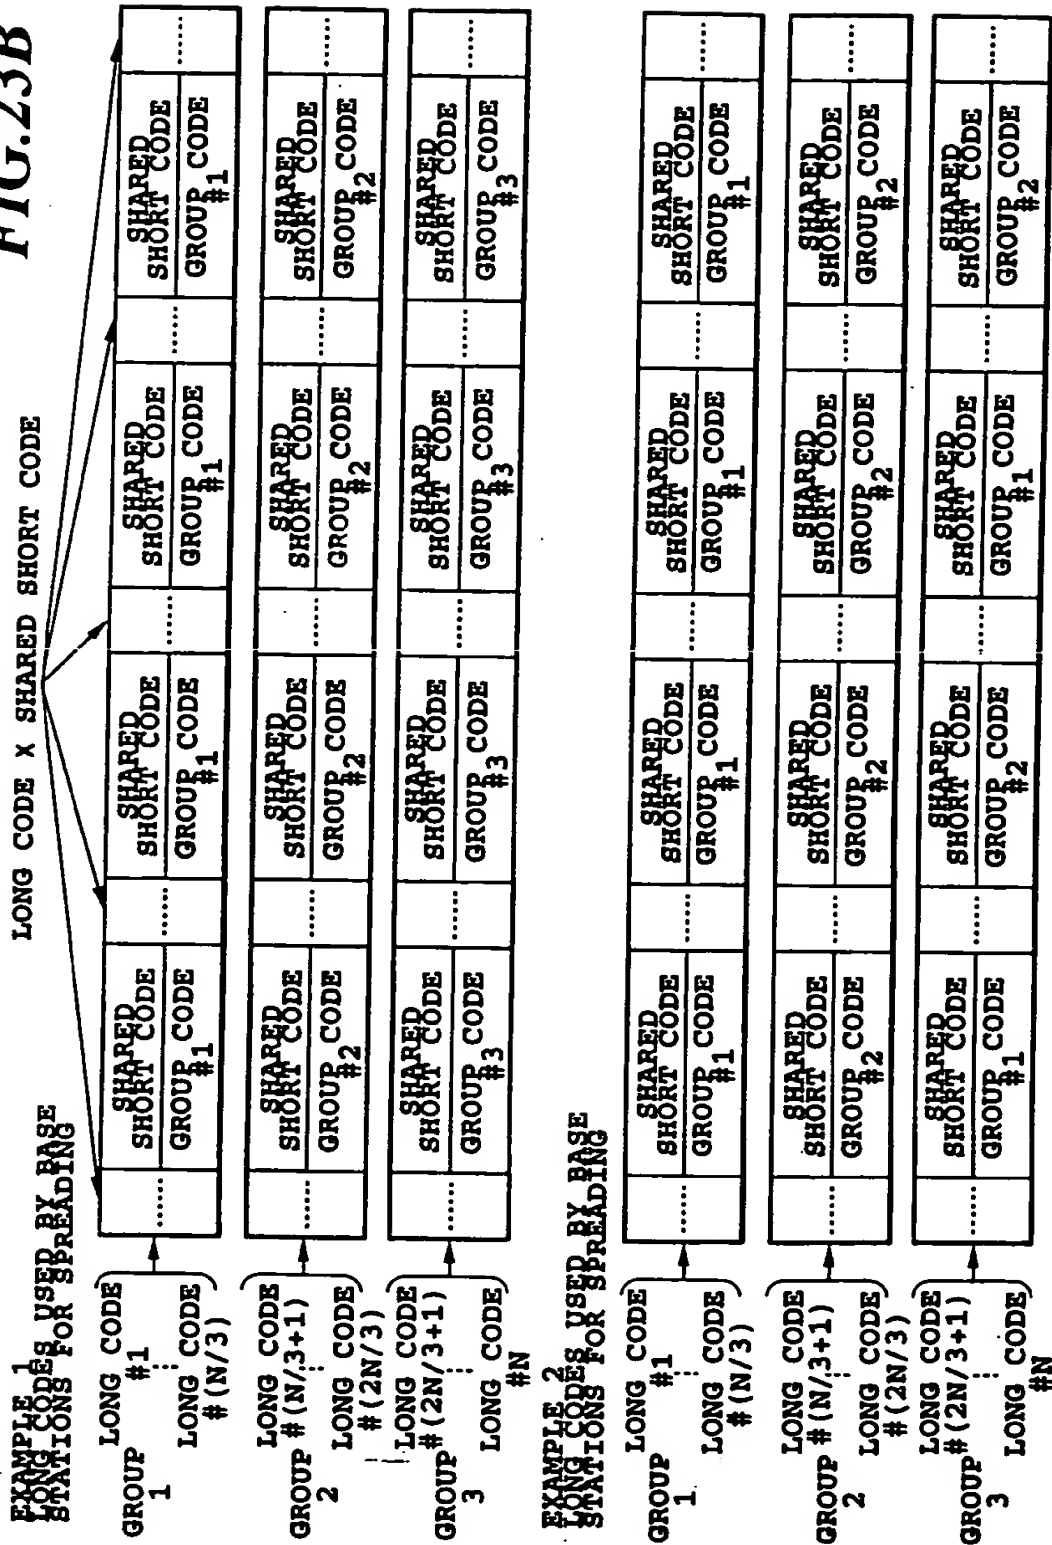 FIG.23B
LONG CODE X SHARED SHORT CODE
EXAMPLE 1
LONG CODES USED BY BASE
STATIONS FOR SPREADING
GROUP
1
LONG CODE
#1
⋮
LONG CODE
#(N/3)
......
SHARED
SHORT CODE
GROUP CODE
#1
......
SHARED
SHORT CODE
GROUP CODE
#1
......
SHARED
SHORT CODE
GROUP CODE
#1
......
SHARED
SHORT CODE
GROUP CODE
#1
......
GROUP
2
LONG CODE
#(N/3+1)
⋮
LONG CODE
#(2N/3)
......
SHARED
SHORT CODE
GROUP CODE
#2
......
SHARED
SHORT CODE
GROUP CODE
#2
......
SHARED
SHORT CODE
GROUP CODE
#2
......
SHARED
SHORT CODE
GROUP CODE
#2
......
GROUP
3
LONG CODE
#(2N/3+1)
⋮
LONG CODE
#N
......
SHARED
SHORT CODE
GROUP CODE
#3
......
SHARED
SHORT CODE
GROUP CODE
#3
......
SHARED
SHORT CODE
GROUP CODE
#3
......
SHARED
SHORT CODE
GROUP CODE
#3
......
EXAMPLE 2
LONG CODES USED BY BASE
STATIONS FOR SPREADING
GROUP
1
LONG CODE
#1
⋮
LONG CODE
#(N/3)
......
SHARED
SHORT CODE
GROUP CODE
#1
......
SHARED
SHORT CODE
GROUP CODE
#1
......
SHARED
SHORT CODE
GROUP CODE
#1
......
SHARED
SHORT CODE
GROUP CODE
#1
......
GROUP
2
LONG CODE
#(N/3+1)
⋮
LONG CODE
#(2N/3)
......
SHARED
SHORT CODE
GROUP CODE
#2
......
SHARED
SHORT CODE
GROUP CODE
#2
......
SHARED
SHORT CODE
GROUP CODE
#2
......
SHARED
SHORT CODE
GROUP CODE
#2
......
GROUP
3
LONG CODE
#(2N/3+1)
⋮
LONG CODE
#N
......
SHARED
SHORT CODE
GROUP CODE
#1
......
SHARED
SHORT CODE
GROUP CODE
#2
......
SHARED
SHORT CODE
GROUP CODE
#1
......
SHARED
SHORT CODE
GROUP CODE
#2
......